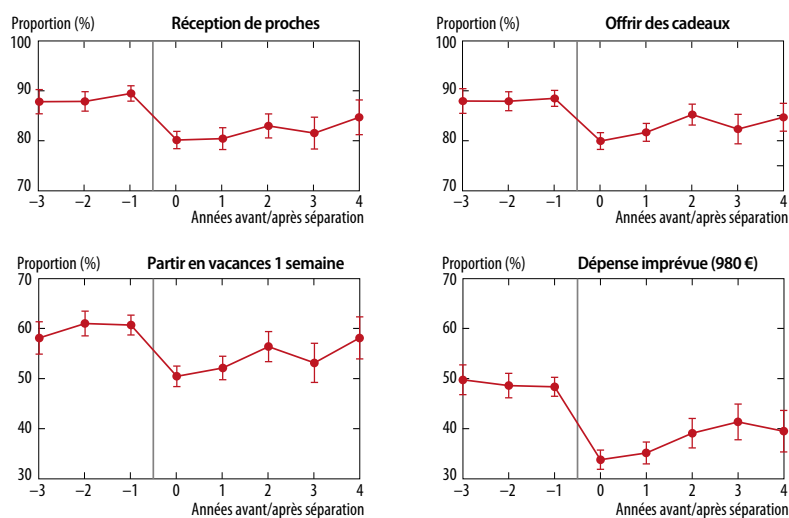 Proportion (%) Réception de proches
100
90
80
70
−3 −2 −1 0 1 2 3 4
Années avant/après séparation
Proportion (%) Offrir des cadeaux
100
90
80
70
−3 −2 −1 0 1 2 3 4
Années avant/après séparation
Proportion (%) Partir en vacances 1 semaine
70
60
50
40
30
−3 −2 −1 0 1 2 3 4
Années avant/après séparation
Proportion (%) Dépense imprévue (980 €)
70
60
50
40
30
−3 −2 −1 0 1 2 3 4
Années avant/après séparation